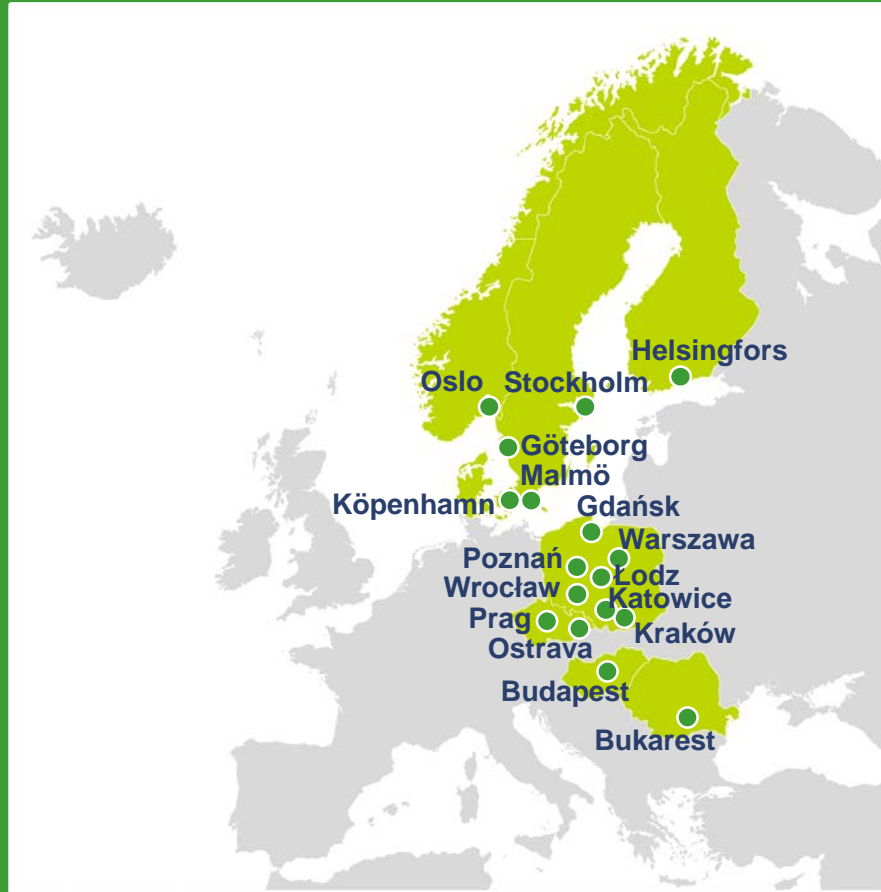 Helsingfors
Oslo
Stockholm
Göteborg
Malmö
Köpenhamn
Gdańsk
Warszawa
Poznań
Łodz
Wrocław
Katowice
Prag
Kraków
Ostrava
Budapest
Bukarest